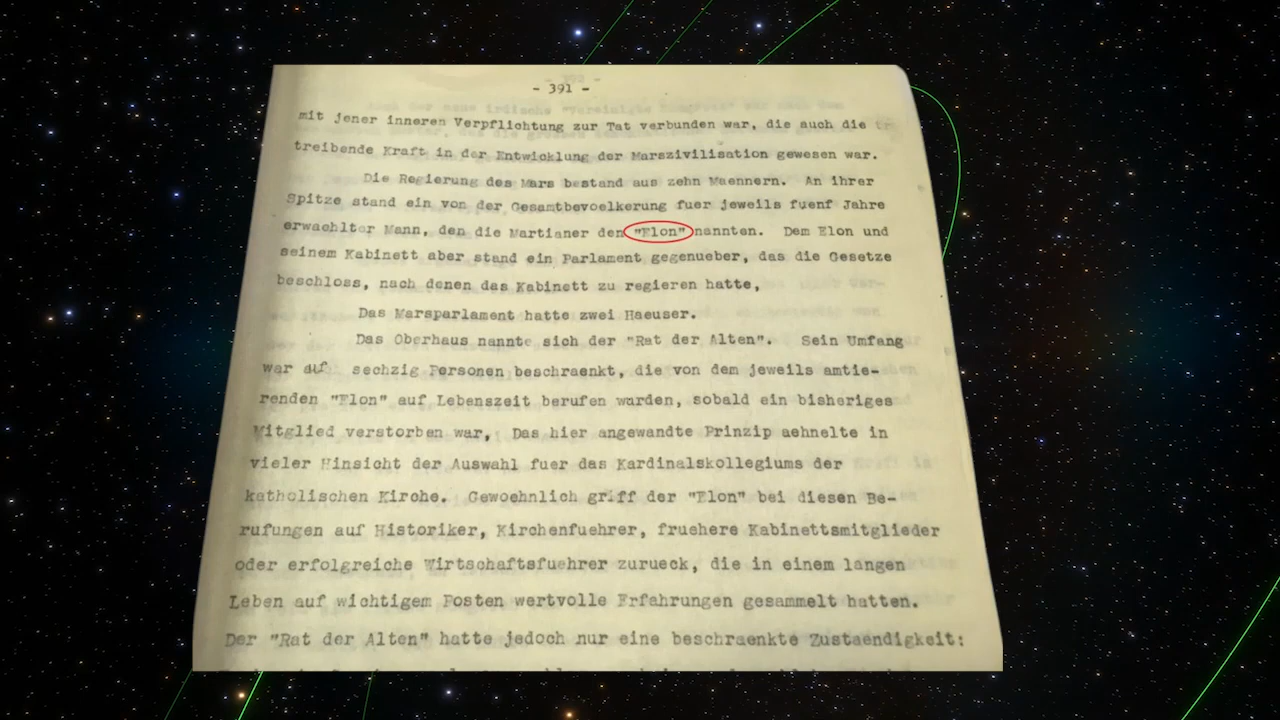 - 391 -
mit jener inneren Verpflichtung zur Tat verbunden war, die auch die
treibende Kraft in der Entwicklung der Marszivilisation gewesen war.
Die Regierung des Mars bestand aus zehn Maennern. An ihrer
Spitze stand ein von der Gesamtbevoelkerung fuer jeweils fuenf Jahre
erwaehlter Mann, den die Martianer den "Elon" nannten. Dem Elon und
seinem Kabinett aber stand ein Parlament gegenueber, das die Gesetze
beschloss, nach denen das Kabinett zu regieren hatte,
Das Marsparlament hatte zwei Haeuser.
Das Oberhaus nannte sich der "Rat der Alten". Sein Umfang
war auf sechzig Personen beschraenkt, die von dem jeweils amtie-
renden "Elon" auf Lebenszeit berufen wurden, sobald ein bisheriges
Mitglied verstorben war, Das hier angewandte Prinzip aehnelte in
vieler Hinsicht der Auswahl fuer das Kardinalskollegiums der
katholischen Kirche. Gewoehnlich griff der "Elon" bei diesen Be-
rufungen auf Historiker, Kirchenfuehrer, fruehere Kabinettsmitglieder
oder erfolgreiche Wirtschaftsfuehrer zurueck, die in einem langen
Leben auf wichtigem Posten wertvolle Erfahrungen gesammelt hatten.
Der "Rat der Alten" hatte jedoch nur eine beschraenkte Zustaendigkeit: